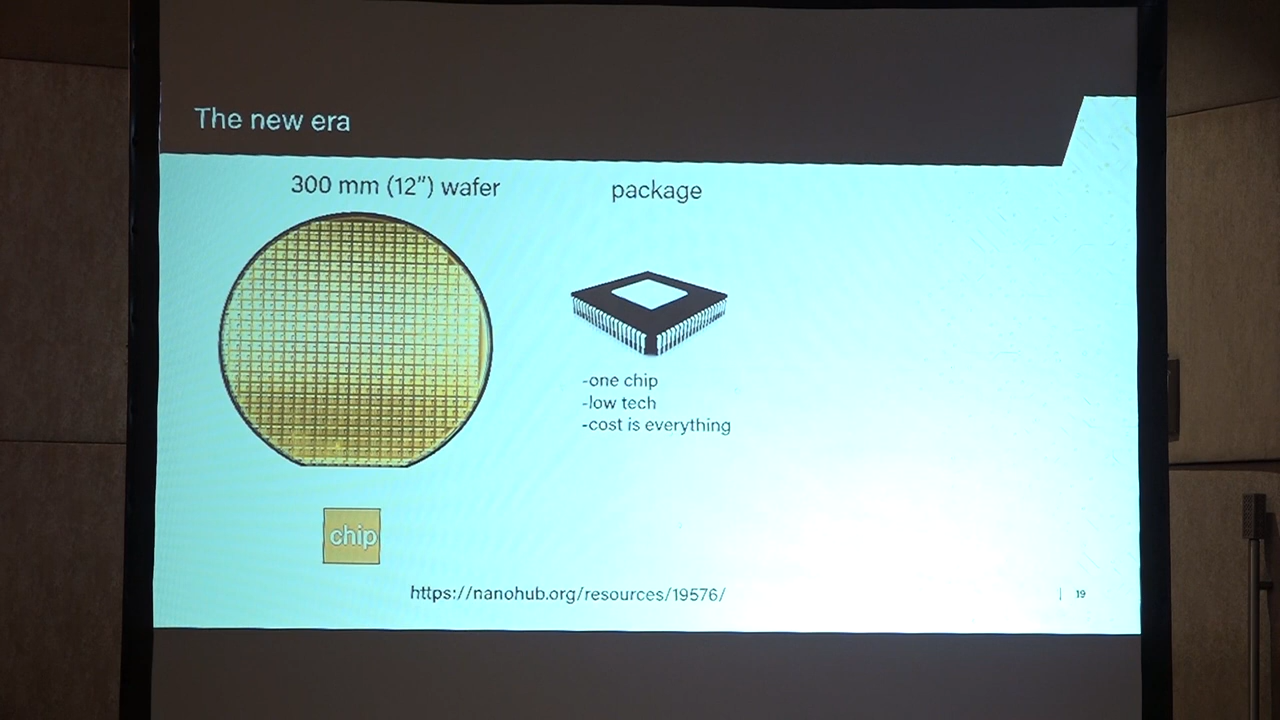 The new era
300 mm (12″) wafer
package
-one chip
-low tech
-cost is everything
chip
https://nanohub.org/resources/19576/
19